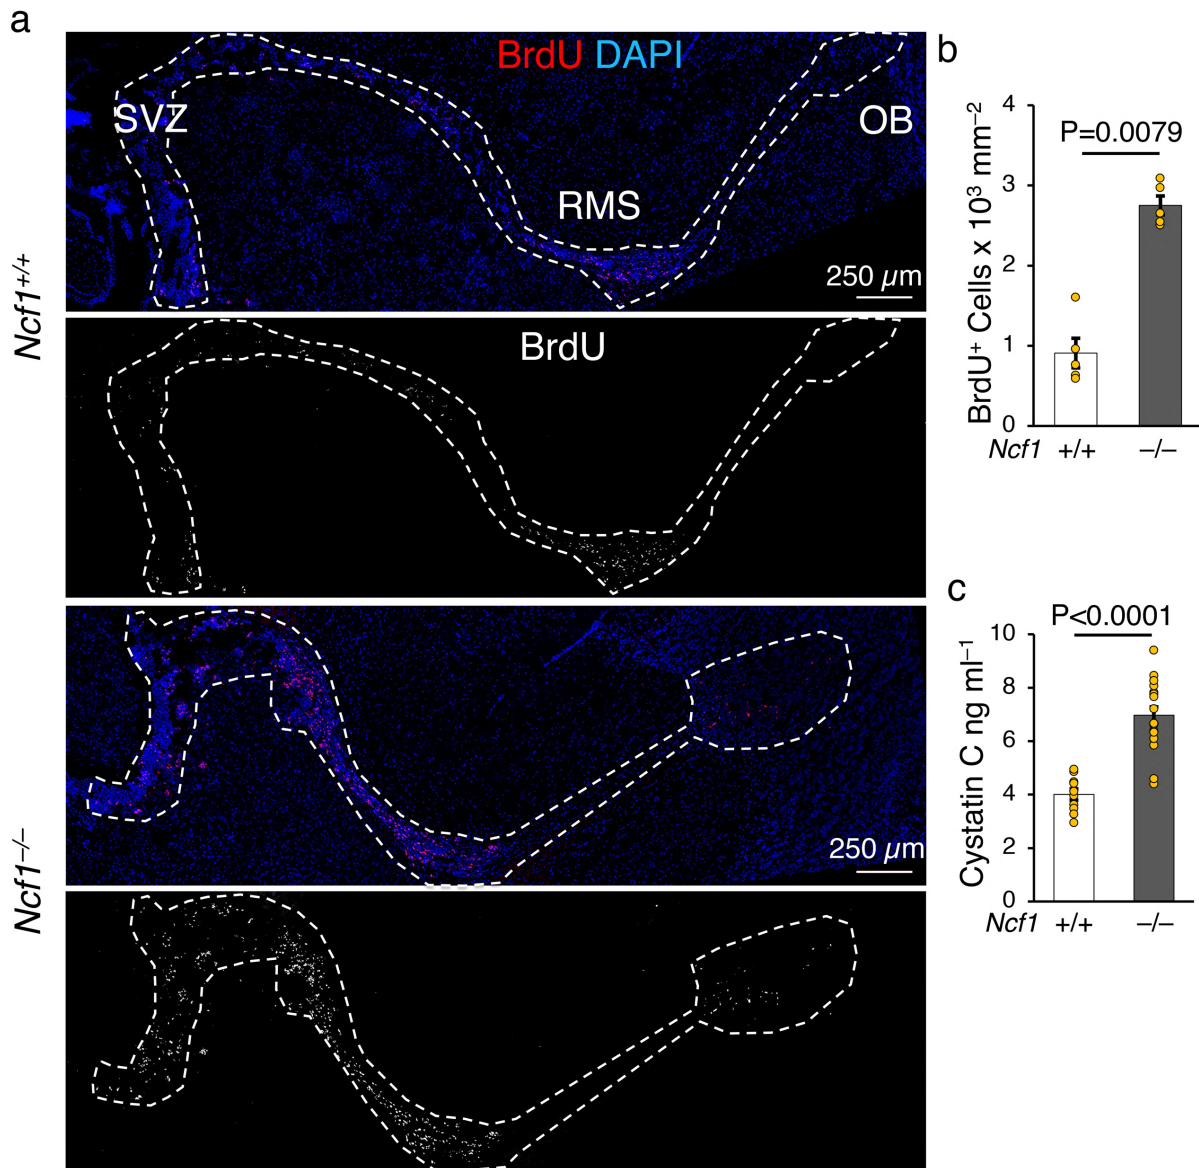 a
BrdU DAPI
SVZ
OB
RMS
250 µm
Ncf1+/+
BrdU
250 µm
Ncf1−/−
b
4
3
2
1
0
BrdU+ Cells x 10³ mm−2
P=0.0079
Ncf1 +/+ −/−
c
P<0.0001
10
8
6
4
2
0
Cystatin C ng ml−1
Ncf1 +/+ −/−